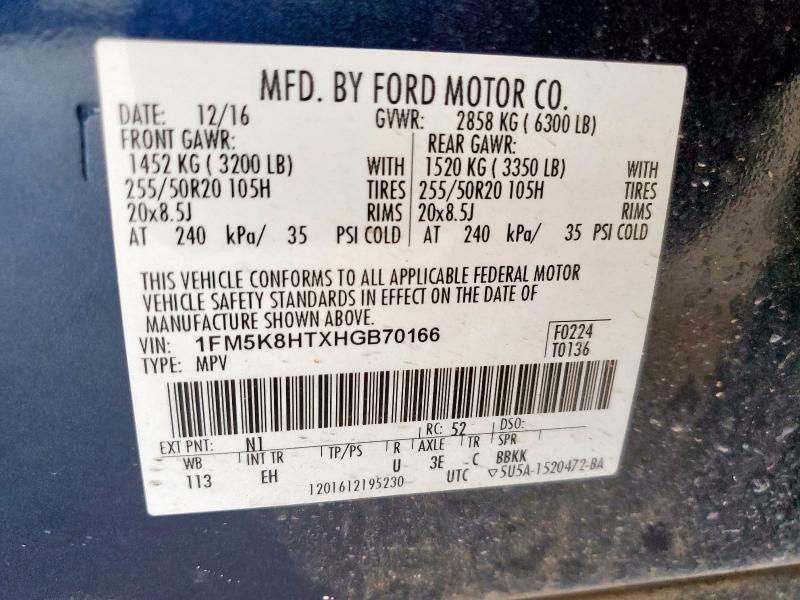 MFD. BY FORD MOTOR CO.
DATE: 12/16 GVWR: 2858 KG ( 6300 LB)
FRONT GAWR: REAR GAWR:
1452 KG ( 3200 LB) WITH 1520 KG ( 3350 LB) WITH
255/50R20 105H TIRES 255/50R20 105H TIRES
20x8.5J RIMS 20x8.5J RIMS
AT 240 kPa/ 35 PSI COLD AT 240 kPa/ 35 PSI COLD
THIS VEHICLE CONFORMS TO ALL APPLICABLE FEDERAL MOTOR
VEHICLE SAFETY STANDARDS IN EFFECT ON THE DATE OF
MANUFACTURE SHOWN ABOVE.
VIN: 1FM5K8HTXHGB70166 F0224
TYPE: MPV T0136
EXT PNT: N1 RC: 52 DSO:
WB INT TR TP/PS R AXLE TR SPR
113 EH U 3E -C BBKK
1201612195230 UTC ▽5U5A-1520472-BA